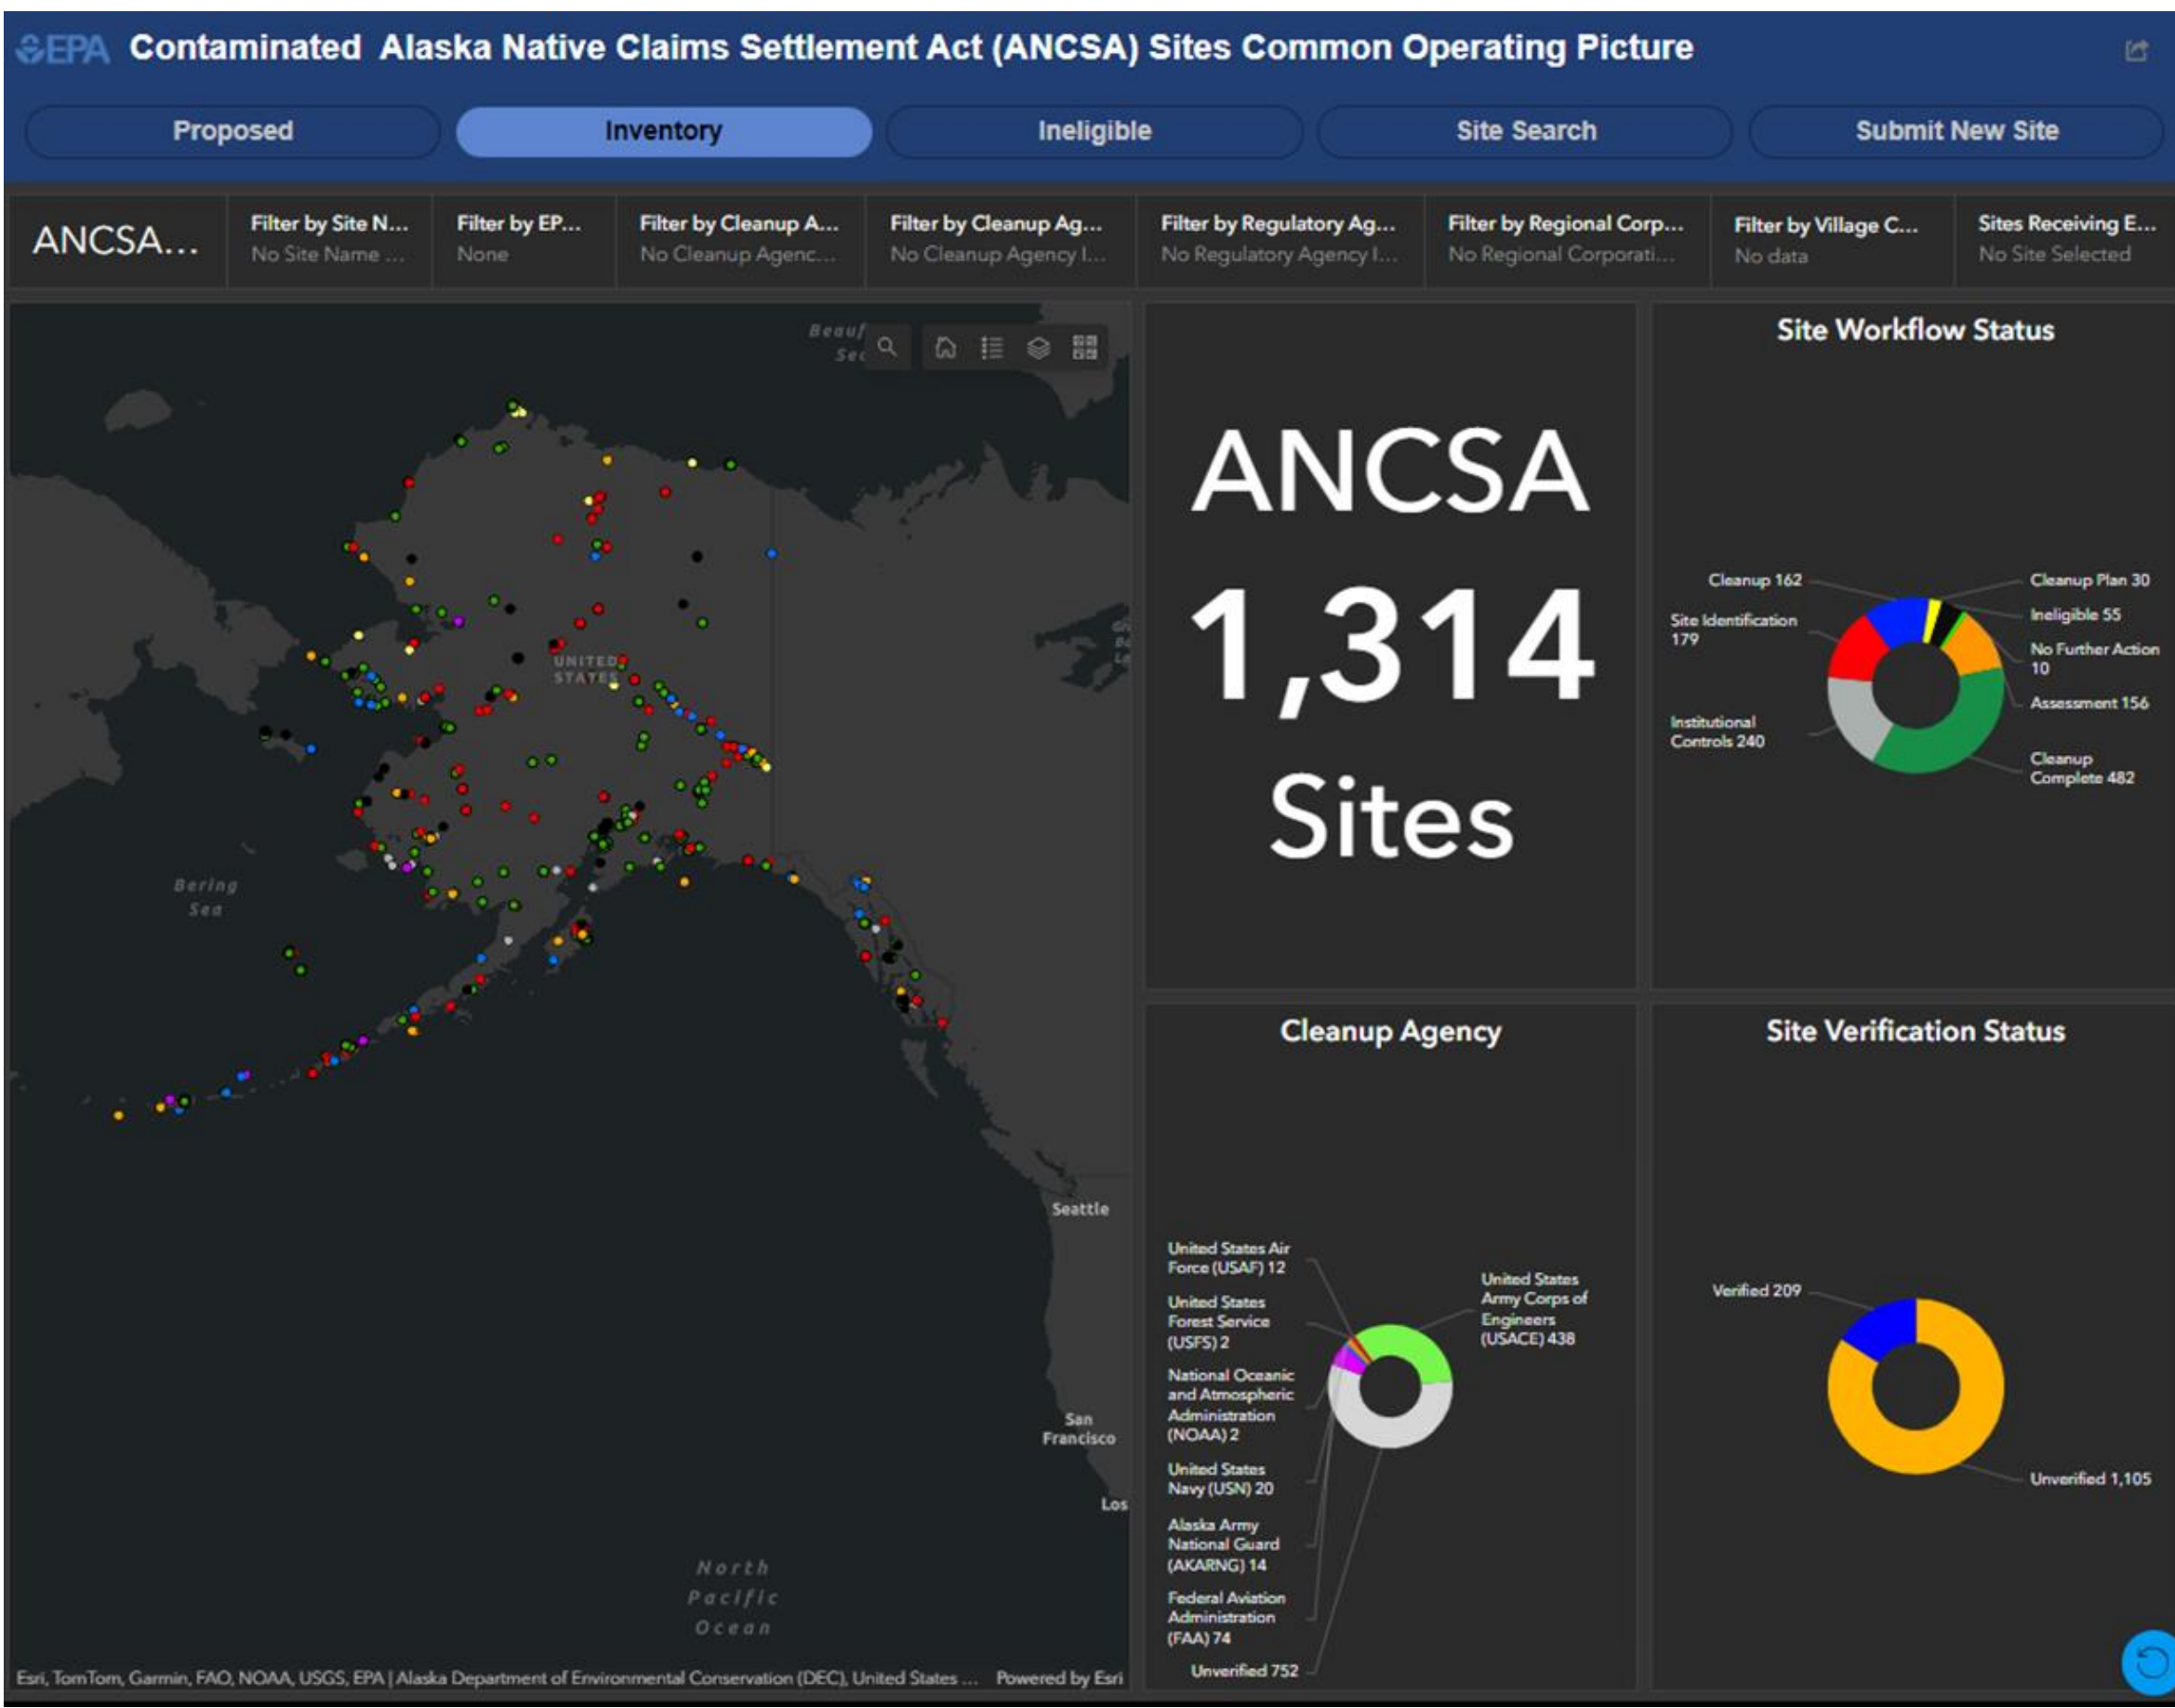 EPA Contaminated Alaska Native Claims Settlement Act (ANCSA) Sites Common Operating Picture
Proposed
Inventory
Ineligible
Site Search
Submit New Site
ANCSA...
Filter by Site N...
No Site Name ...
Filter by EP...
None
Filter by Cleanup A...
No Cleanup Agenc...
Filter by Cleanup Ag...
No Cleanup Agency I...
Filter by Regulatory Ag...
No Regulatory Agency I...
Filter by Regional Corp...
No Regional Corporati...
Filter by Village C...
No data
Sites Receiving E...
No Site Selected
Beauf
Sea
UNITED
STATES
Bering
Sea
Seattle
San
Francisco
Los
North
Pacific
Ocean
Esri, TomTom, Garmin, FAO, NOAA, USGS, EPA | Alaska Department of Environmental Conservation (DEC), United States ...
Powered by Esri
ANCSA
1,314
Sites
Site Workflow Status
Cleanup 162
Site Identification
179
Institutional
Controls 240
Cleanup Plan 30
Ineligible 55
No Further Action
10
Assessment 156
Cleanup
Complete 482
Cleanup Agency
United States Air
Force (USAF) 12
United States
Forest Service
(USFS) 2
National Oceanic
and Atmospheric
Administration
(NOAA) 2
United States
Navy (USN) 20
Alaska Army
National Guard
(AKARNG) 14
Federal Aviation
Administration
(FAA) 74
Unverified 752
United States
Army Corps of
Engineers
(USACE) 438
Site Verification Status
Verified 209
Unverified 1,105